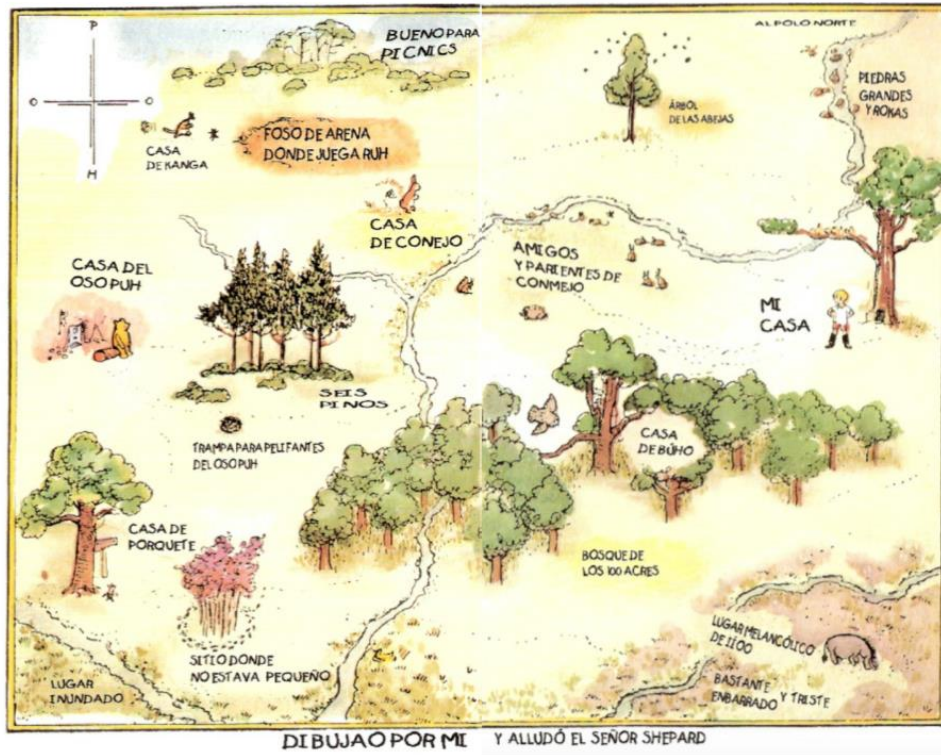 P
O O
H
BUENO PARA
PICNICS
AL POLO NORTE
PIEDRAS
GRANDES
Y ROKAS
ÁRBOL
DE LAS ABEJAS
CASA
DE KANGA
FOSO DE ARENA
DONDE JUEGA RUH
CASA
DE CONEJO
AMIGOS
Y PARIENTES DE
CONMEJO
CASA DEL
OSO PUH
MI
CASA
SEIS
PINOS
TRAMPA PARA PELIFANTES
DEL OSO PUH
CASA
DE BÚHO
CASA DE
PORQUETE
BOSQUE DE
LOS 100 ACRES
SITIO DONDE
NO ESTAVA PEQUEÑO
LUGAR
INUNDADO
LUGAR MELANCÓLICO
DE IÍOO
BASTANTE
ENBARRADO Y TRISTE
DIBUJAO POR MI Y ALLUDÓ EL SEÑOR SHEPARD